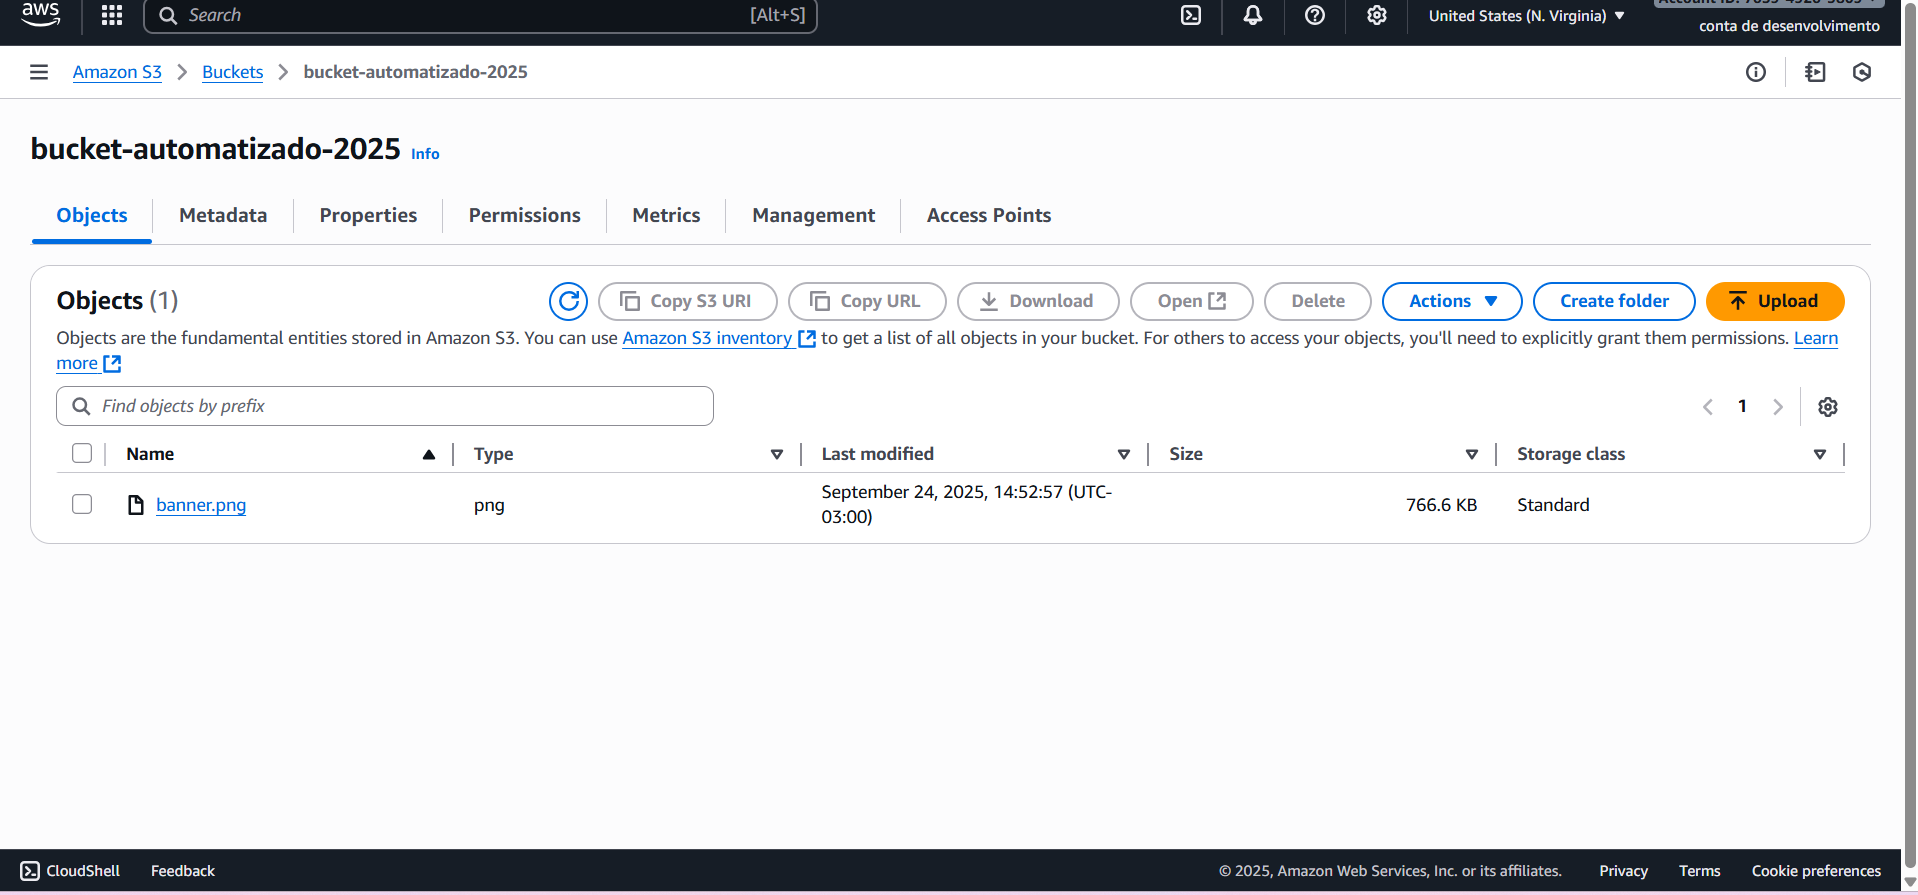 aws
Search [Alt+S]
United States (N. Virginia)
conta de desenvolvimento
Amazon S3 > Buckets > bucket-automatizado-2025
bucket-automatizado-2025 Info
Objects Metadata Properties Permissions Metrics Management Access Points
Objects (1)
Copy S3 URI Copy URL Download Open Delete Actions Create folder Upload
Objects are the fundamental entities stored in Amazon S3. You can use Amazon S3 inventory to get a list of all objects in your bucket. For others to access your objects, you'll need to explicitly grant them permissions. Learn
more
Find objects by prefix
1
Name Type Last modified Size Storage class
banner.png png September 24, 2025, 14:52:57 (UTC-
03:00) 766.6 KB Standard
CloudShell Feedback © 2025, Amazon Web Services, Inc. or its affiliates. Privacy Terms Cookie preferences